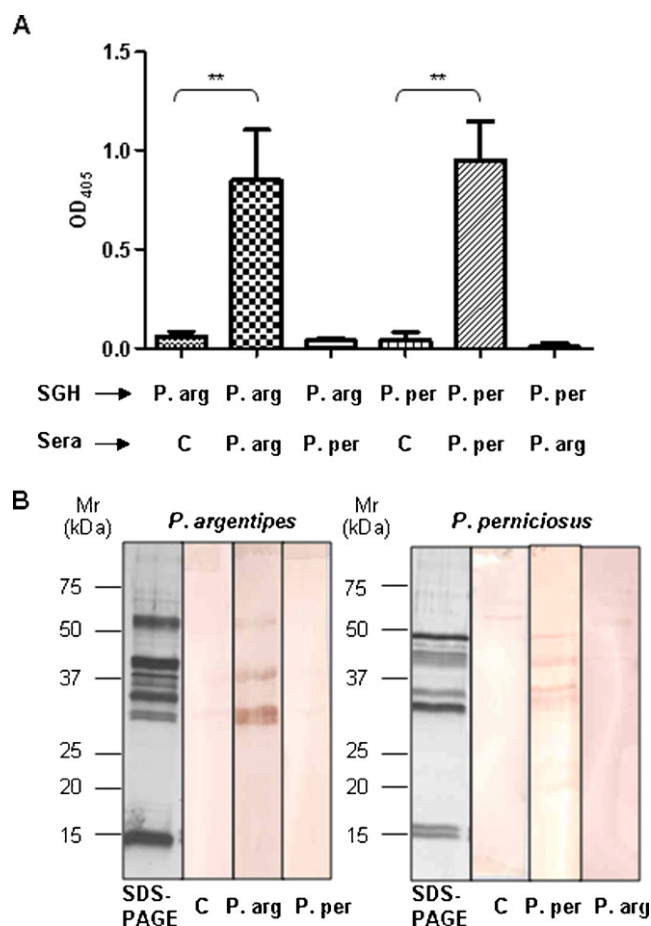 A
1.5
**
**
1.0
OD405
0.5
0.0
SGH → P. arg P. arg P. arg P. per P. per P. per
Sera → C P. arg P. per C P. per P. arg
B
Mr (kDa) P. argentipes
75
50
37
25
20
15
SDS-PAGE C P. arg P. per
Mr (kDa) P. perniciosus
75
50
37
25
20
15
SDS-PAGE C P. per P. arg